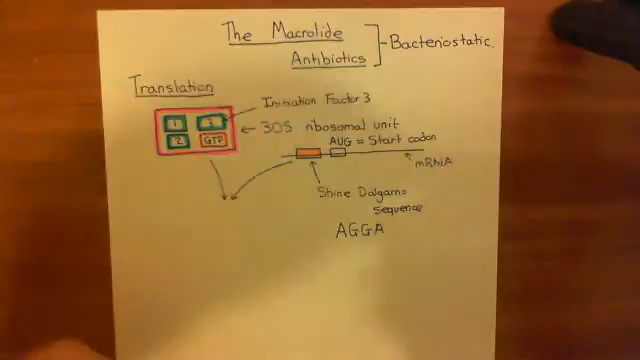 The Macrolide
Antibiotics
Bacteriostatic.
Translation
Initiation Factor 3
1 3
2 GTP
30S ribosomal unit
AUG = Start codon
mRNA
Shine Dalgarno
sequence
AGGA